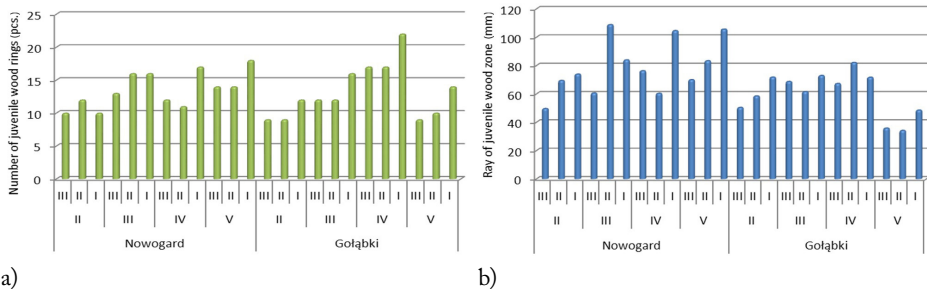 Number of juvenile wood rings (pcs.)
25
20
15
10
5
0
III II I III II I III II I III II I III II I III II I III II I III II I
II III IV V II III IV V
Nowogard Gołąbki
a)
Ray of juvenile wood zone (mm)
120
100
80
60
40
20
0
III II I III II I III II I III II I III II I III II I III II I III II I
II III IV V II III IV V
Nowogard Gołąbki
b)